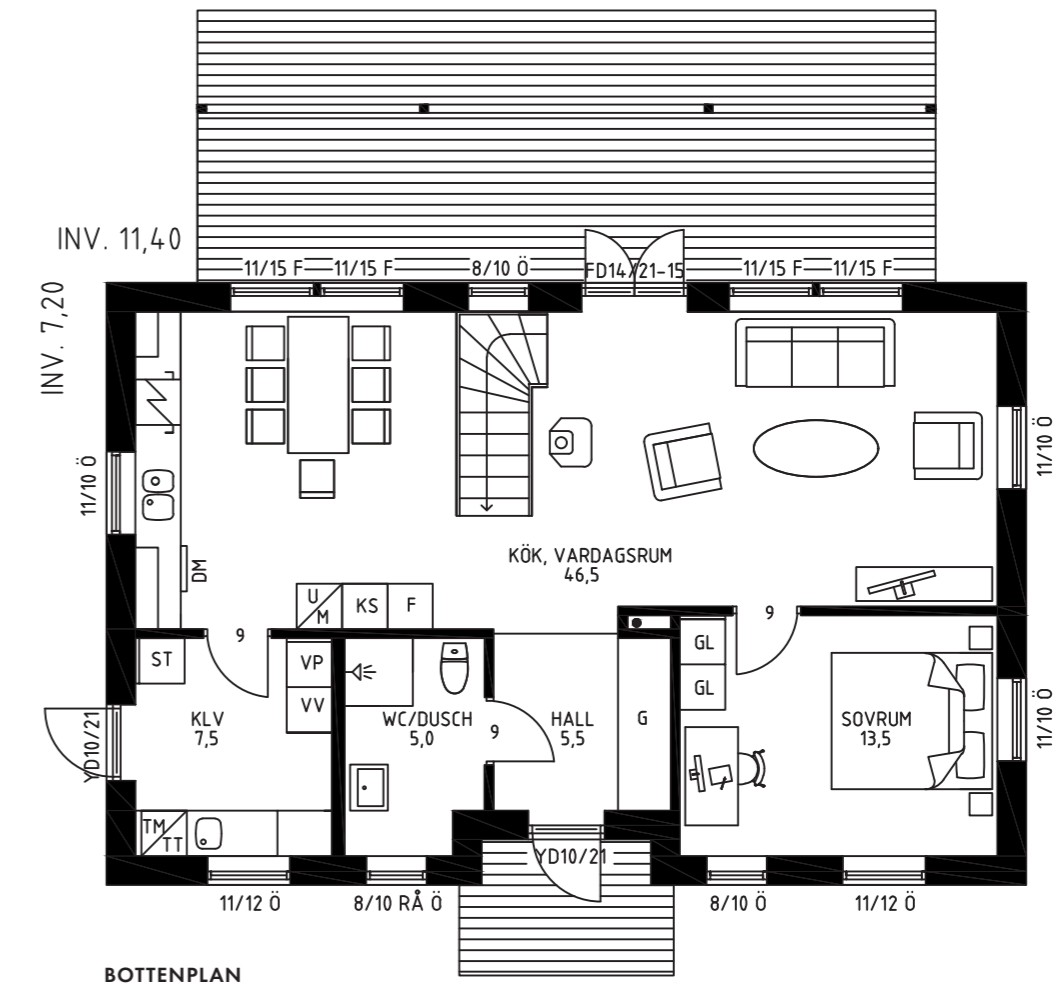 INV. 11,40
INV. 7,20
11/15 F
11/15 F
8/10 Ö
FD14/21-15
11/15 F
11/15 F
11/10 Ö
11/10 Ö
DM
KÖK, VARDAGSRUM
46,5
U
M
KS
F
9
9
ST
VP
VV
GL
GL
KLV
7,5
WC/DUSCH
5,0
9
HALL
5,5
G
SOVRUM
13,5
11/10 Ö
YD10/21
TM
TT
YD10/21
11/12 Ö
8/10 RÅ Ö
8/10 Ö
11/12 Ö
BOTTENPLAN